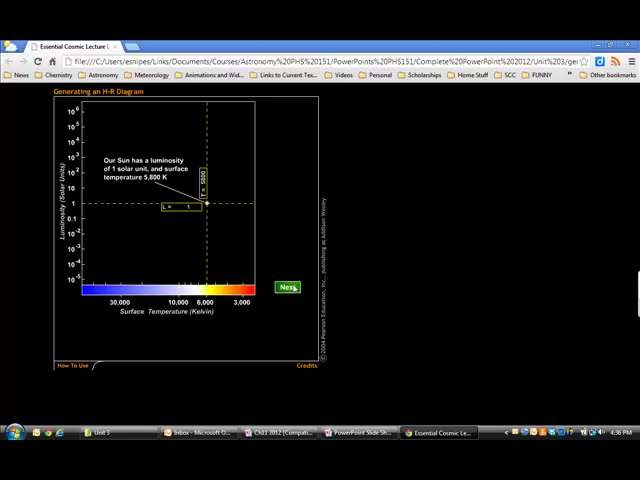 Essential Cosmic Lecture L
file:///C:/Users/esnipes/Links/Documents/Courses/Astronomy%20PHS%20151/PowerPoints%20PHS151/Complete%20PowerPoint%202012/Unit%203/ger
News Chemistry Astronomy Meteorology Animations and Wid... Links to Current Tex... Videos Personal Scholarships Home Stuff SCC FUNNY » Other bookmarks
Generating an H-R Diagram
10⁶
10⁵
10⁴
10³
10²
10
1
0.1
10⁻²
10⁻³
10⁻⁴
10⁻⁵
Luminosity (Solar Units)
Our Sun has a luminosity
of 1 solar unit, and surface
temperature 5,800 K
T = 5800
L = 1
Next
30,000 10,000 6,000 3,000
Surface Temperature (Kelvin)
©2004 Pearson Education, Inc., publishing as Addison Wesley
How To Use
Credits
Unit 3 Inbox - Microsoft O... Ch11 2012 [Compati... PowerPoint Slide Sh... Essential Cosmic Le... 4:36 PM